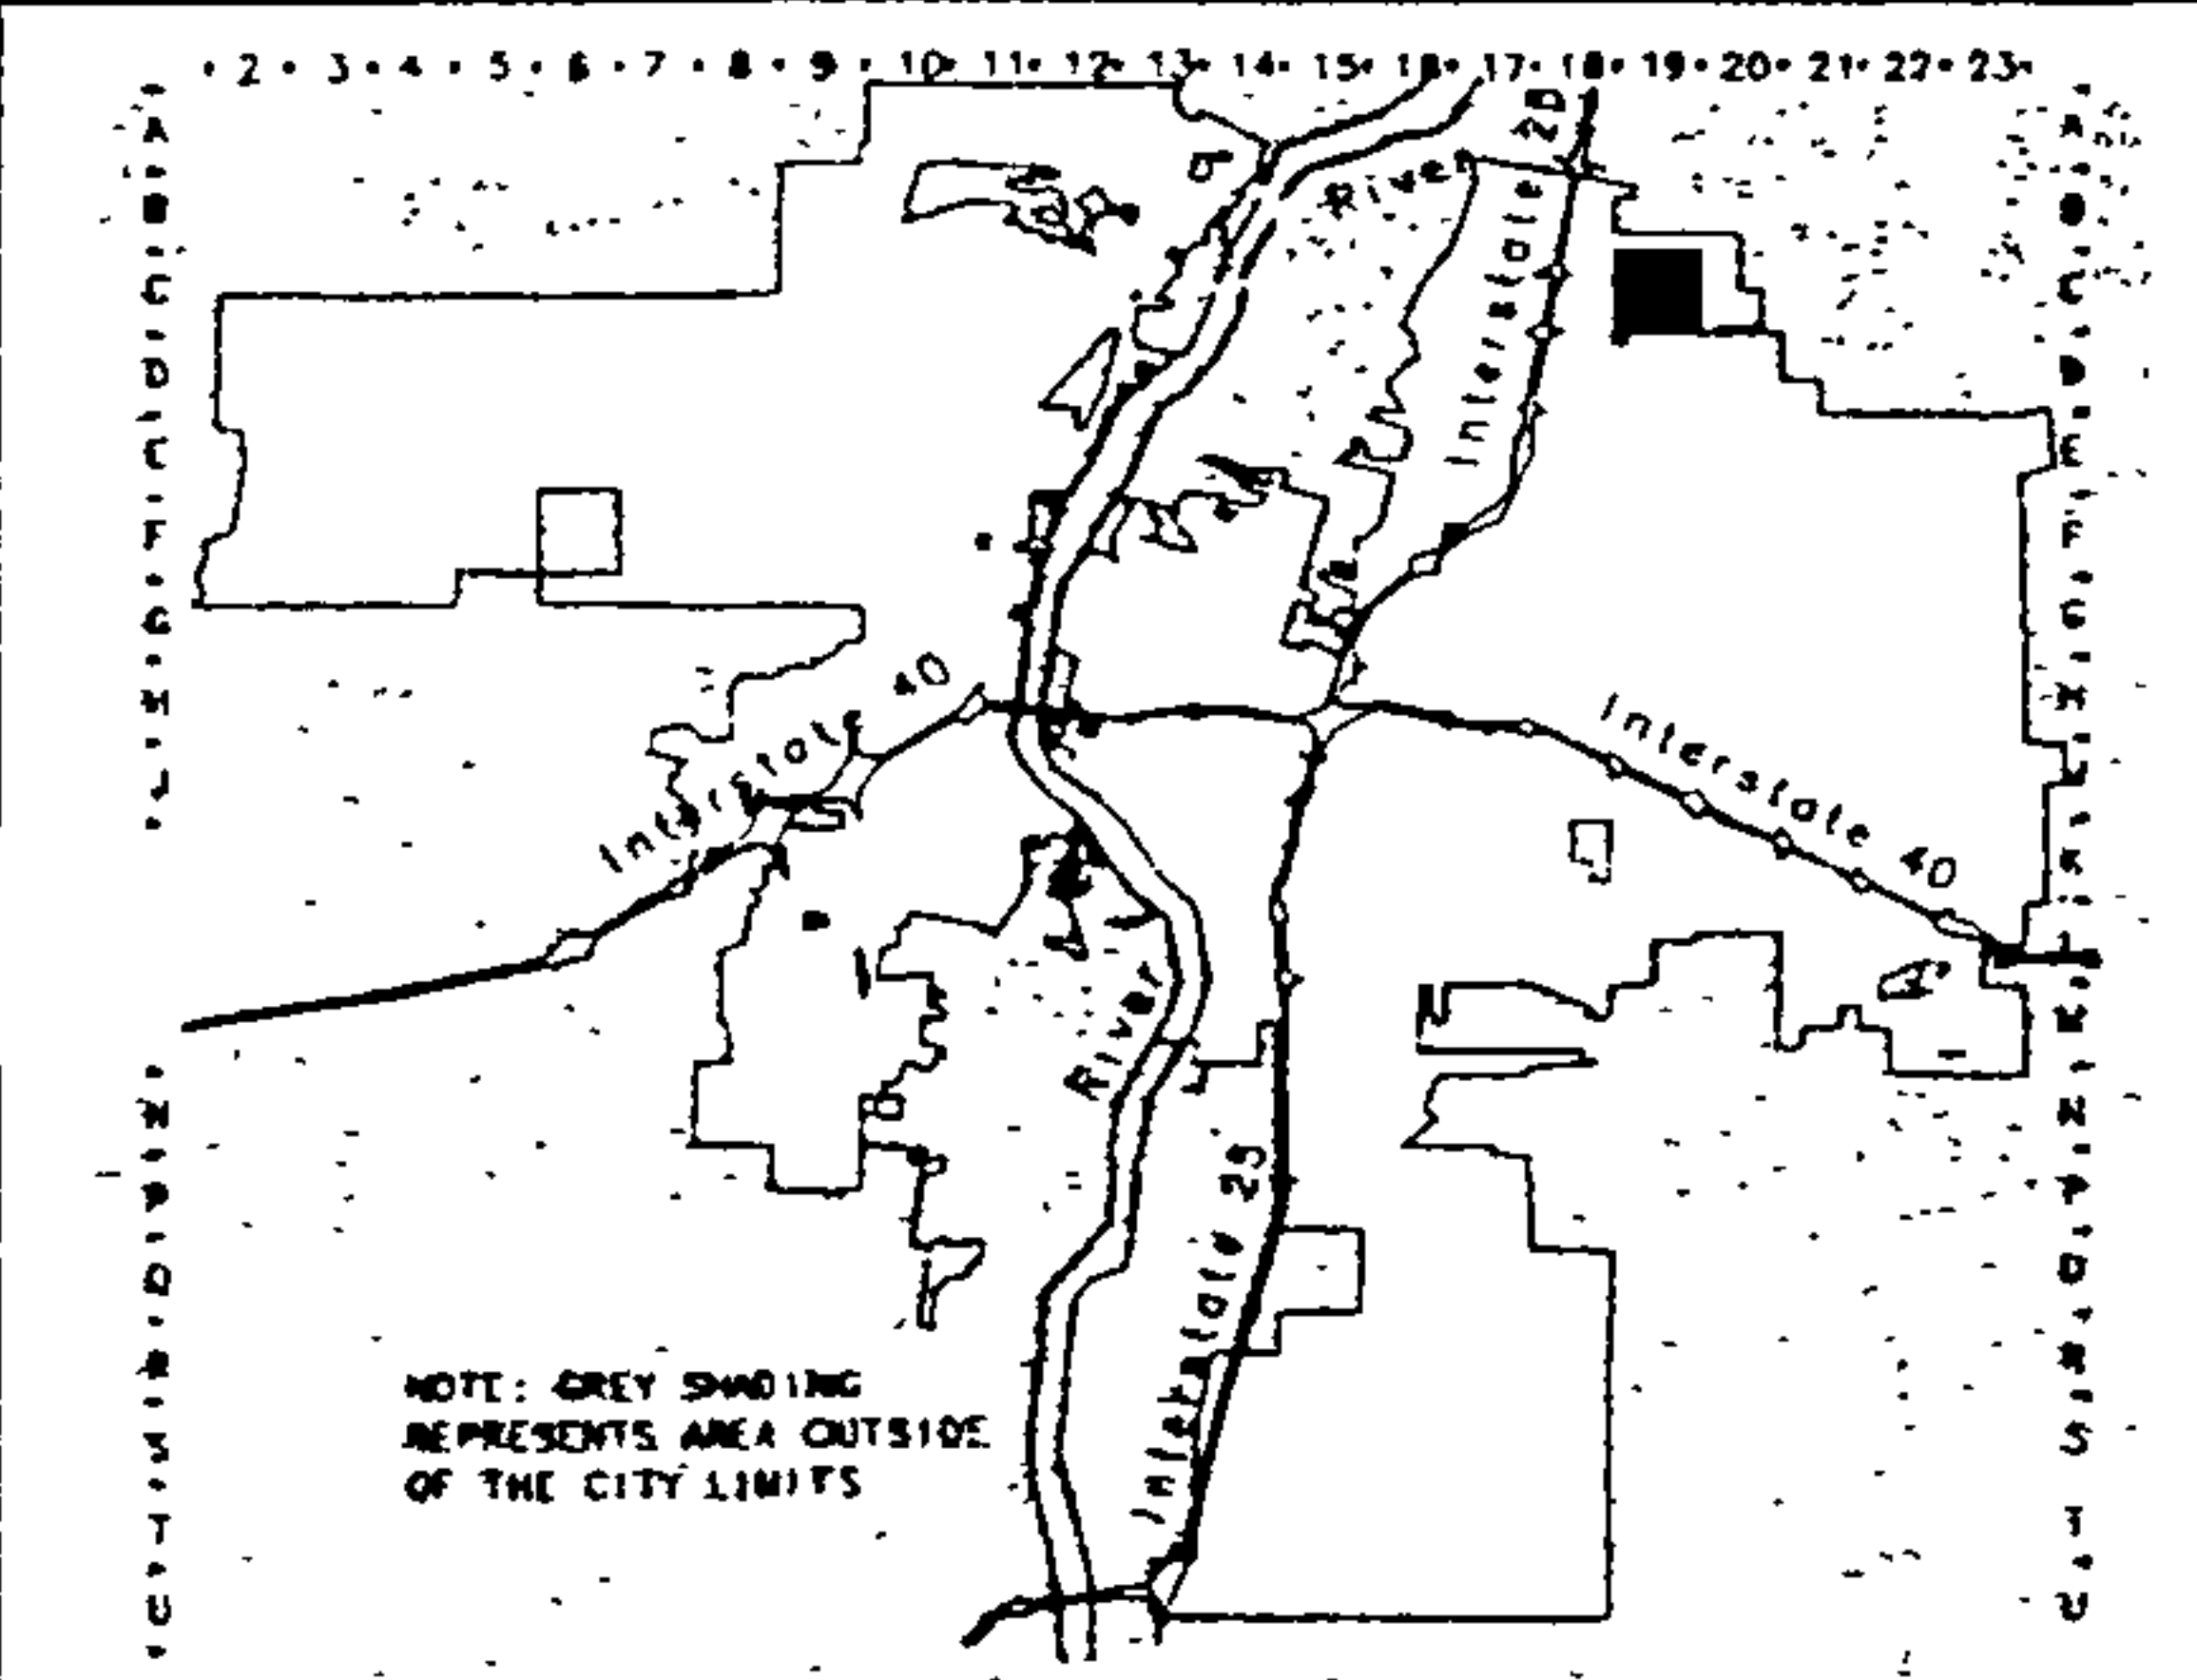 2 3 4 5 6 7 8 9 10 11 12 13 14 15 16 17 18 19 20 21 22 23
A
C
D
E
F
G
H
J
N
P
Q
R
S
T
U
A
B
C
D
E
F
G
H
K
L
M
N
P
Q
R
S
T
U
River
Interstate
Interstate 40
Interstate 40
River
Interstate 25
NOTE: GREY SHADING
REPRESENTS AREA OUTSIDE
OF THE CITY LIMITS